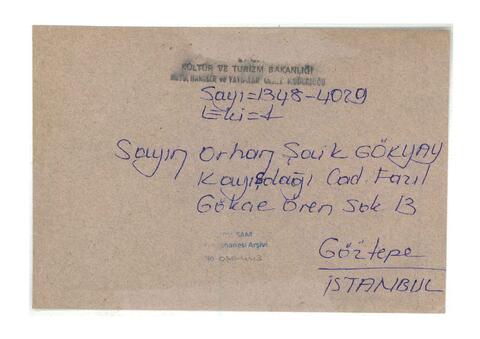 KÜLTÜR VE TURİZM BAKANLIĞI
Sayı=1348-4029
Eki=1
Sayın Orhan Şaik GÖKYAY
Kayışdağı Cad. Fazıl
Gökçe Ören Sok 13
Arşivi
Göztepe
İSTANBUL